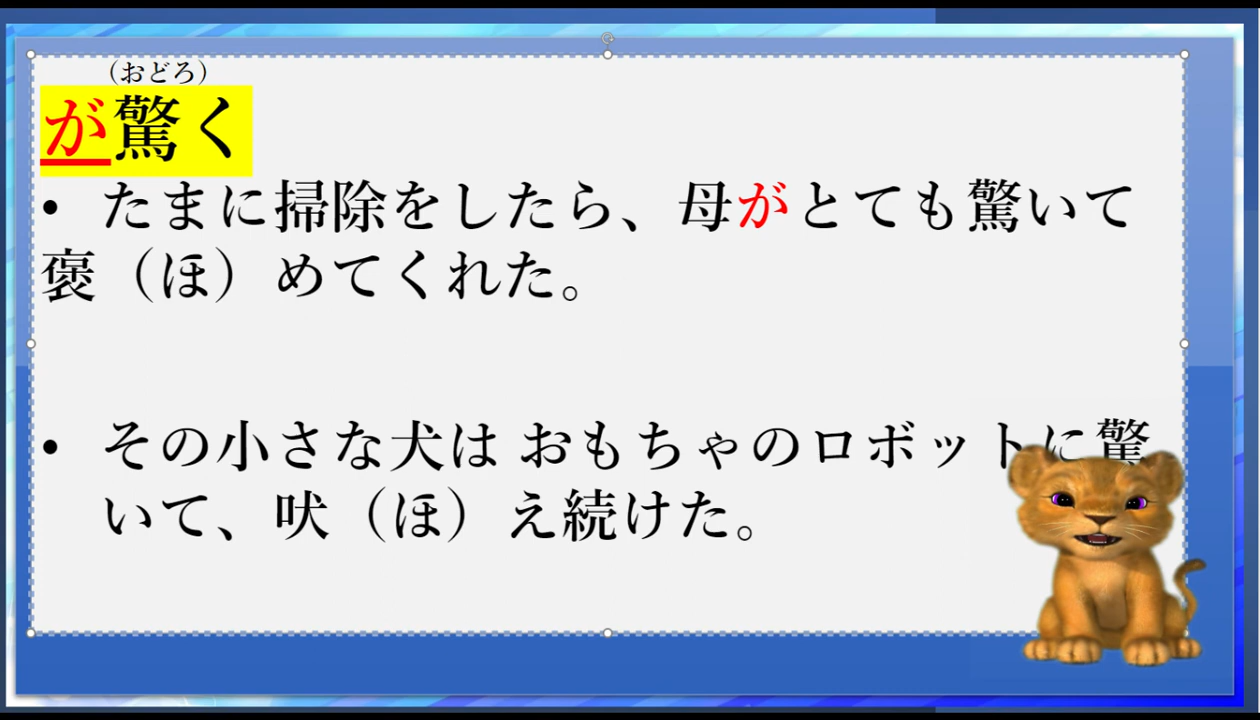 （おどろ）
が驚く
• たまに掃除をしたら、母がとても驚いて
褒（ほ）めてくれた。
• その小さな犬は おもちゃのロボットに驚
いて、吠（ほ）え続けた。